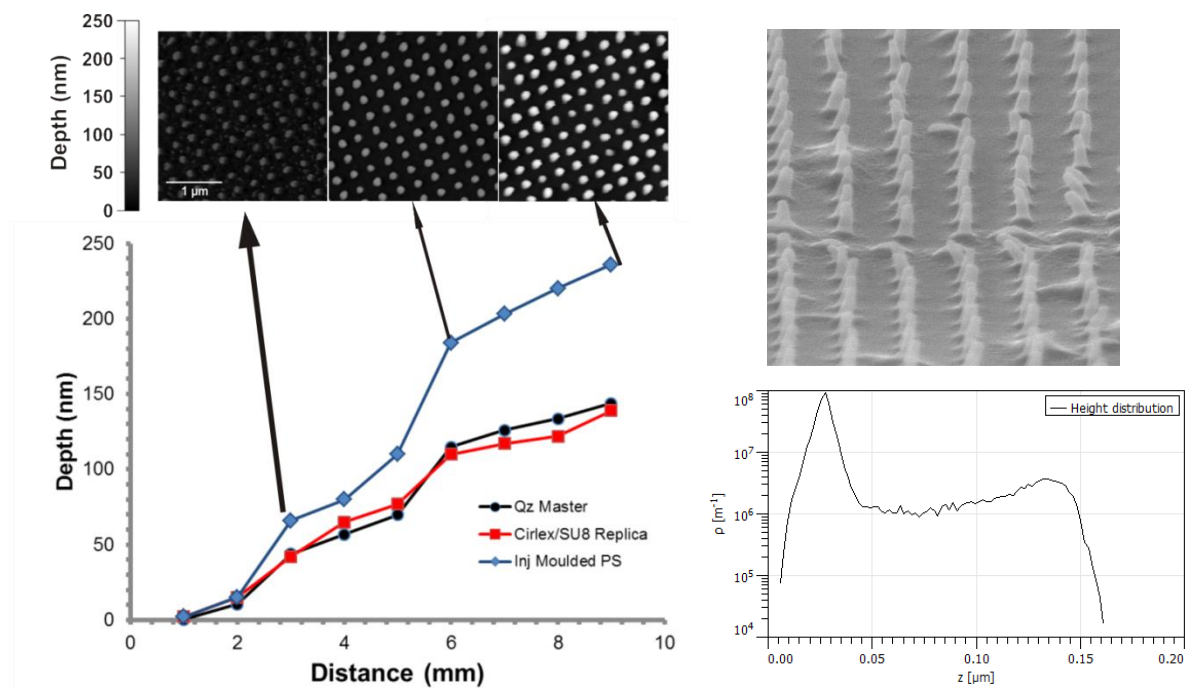 Depth (nm)
250
200
150
100
50
0
1 µm
Depth (nm)
250
200
150
100
50
0
Qz Master
Cirlex/SU8 Replica
Inj Moulded PS
0 2 4 6 8 10
Distance (mm)
Height distribution
ρ [m⁻¹]
10⁸
10⁷
10⁶
10⁵
10⁴
0.00 0.05 0.10 0.15 0.20
z [µm]